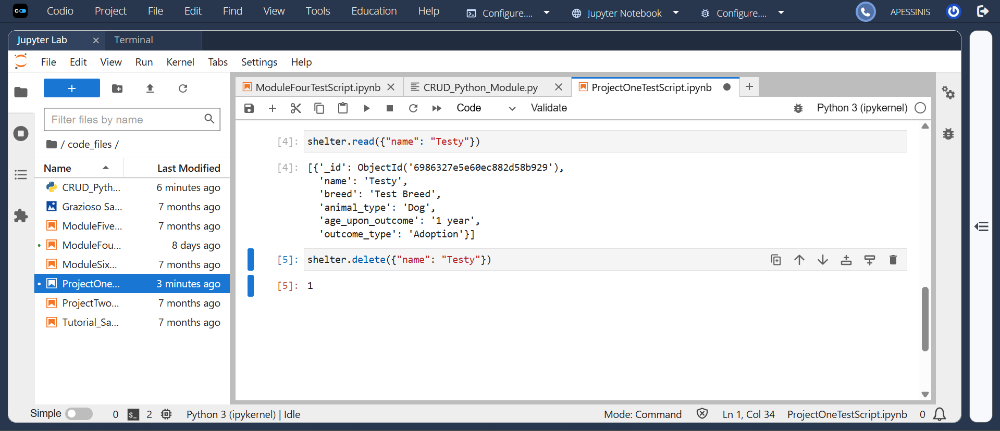 Codio Project File Edit Find View Tools Education Help Configure.... Jupyter Notebook Configure.... APESSINIS
Jupyter Lab Terminal
File Edit View Run Kernel Tabs Settings Help
ModuleFourTestScript.ipynb CRUD_Python_Module.py ProjectOneTestScript.ipynb
Code Validate Python 3 (ipykernel)
Filter files by name
/ code_files /
Name Last Modified
CRUD_Pyth... 6 minutes ago
Grazioso Sa... 7 months ago
ModuleFive... 7 months ago
ModuleFou... 8 days ago
ModuleSix... 7 months ago
ProjectOne... 3 minutes ago
ProjectTwo... 7 months ago
Tutorial_Sa... 7 months ago
[4]: shelter.read({"name": "Testy"})
[4]: [{'_id': ObjectId('6986327e5e60ec882d58b929'),
'name': 'Testy',
'breed': 'Test Breed',
'animal_type': 'Dog',
'age_upon_outcome': '1 year',
'outcome_type': 'Adoption'}]
[5]: shelter.delete({"name": "Testy"})
[5]: 1
Simple 0 $_ 2 Python 3 (ipykernel) | Idle Mode: Command Ln 1, Col 34 ProjectOneTestScript.ipynb 0